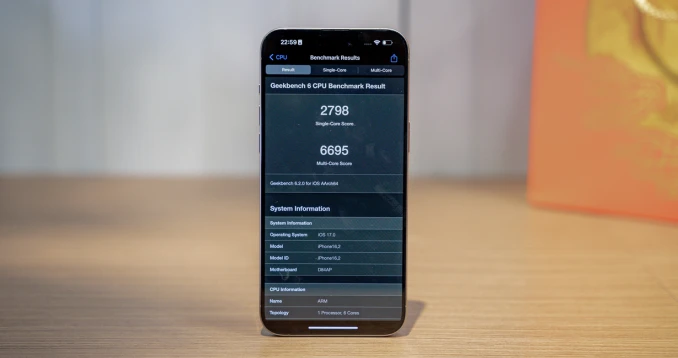 22:59
CPU Benchmark Results
Result Single-Core Multi-Core
Geekbench 6 CPU Benchmark Result
2798
Single-Core Score
6695
Multi-Core Score
Geekbench 6.2.0 for iOS AArch64
System Information
System Information
Operating System iOS 17.0
Model iPhone16,2
Model ID iPhone16,2
Motherboard D84AP
CPU Information
Name ARM
Topology 1 Processor, 6 Cores